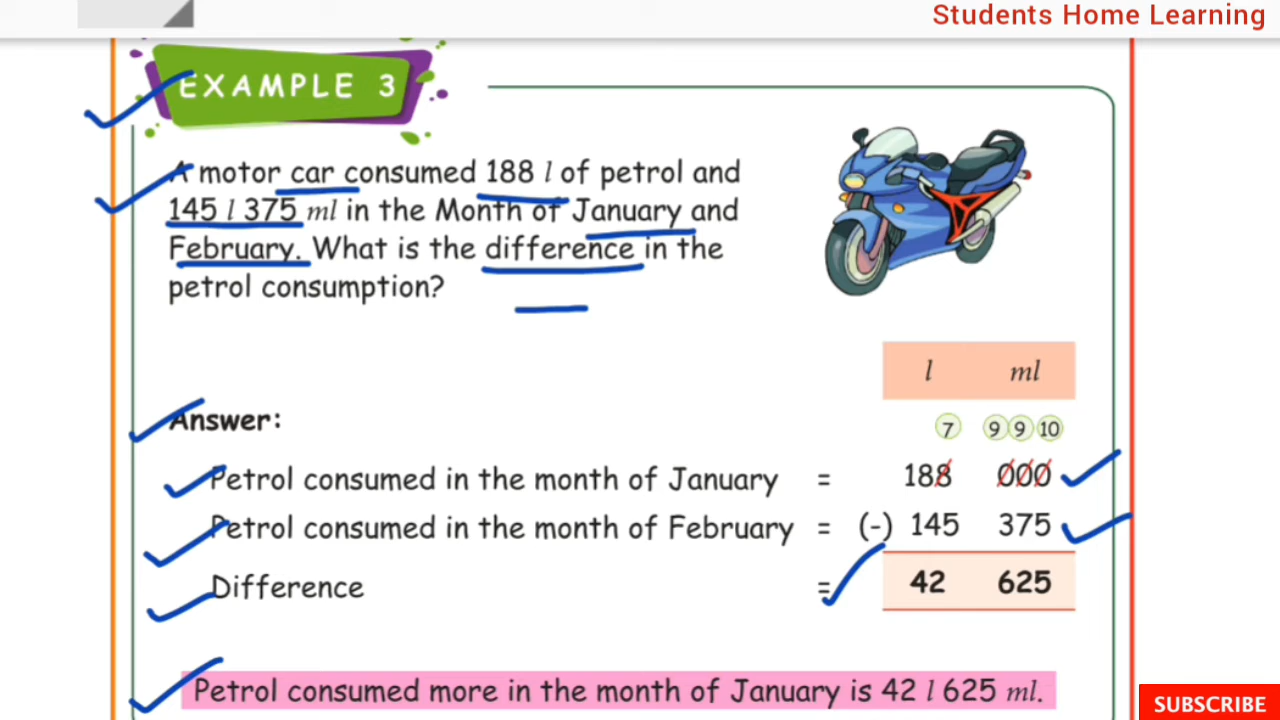 Students Home Learning
EXAMPLE 3
A motor car consumed 188 l of petrol and
145 l 375 ml in the Month of January and
February. What is the difference in the
petrol consumption?
l ml
Answer:
7 9 9 10
Petrol consumed in the month of January = 188 000
Petrol consumed in the month of February = (-) 145 375
Difference = 42 625
Petrol consumed more in the month of January is 42 l 625 ml.
SUBSCRIBE